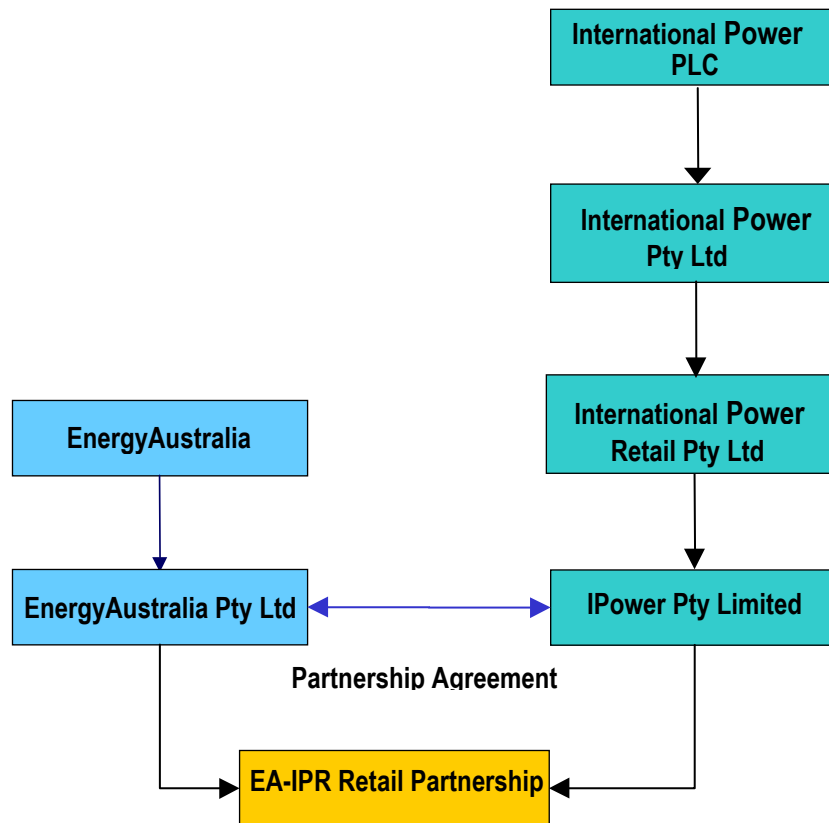 International Power
PLC
International Power
Pty Ltd
International Power
Retail Pty Ltd
EnergyAustralia
EnergyAustralia Pty Ltd
IPower Pty Limited
Partnership Agreement
EA-IPR Retail Partnership